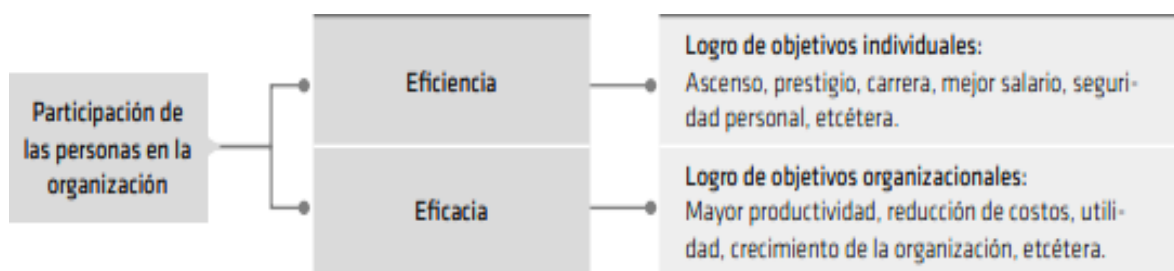 Participación de
las personas en la
organización
Eficiencia
Logro de objetivos individuales:
Ascenso, prestigio, carrera, mejor salario, seguri-
dad personal, etcétera.
Eficacia
Logro de objetivos organizacionales:
Mayor productividad, reducción de costos, utili-
dad, crecimiento de la organización, etcétera.